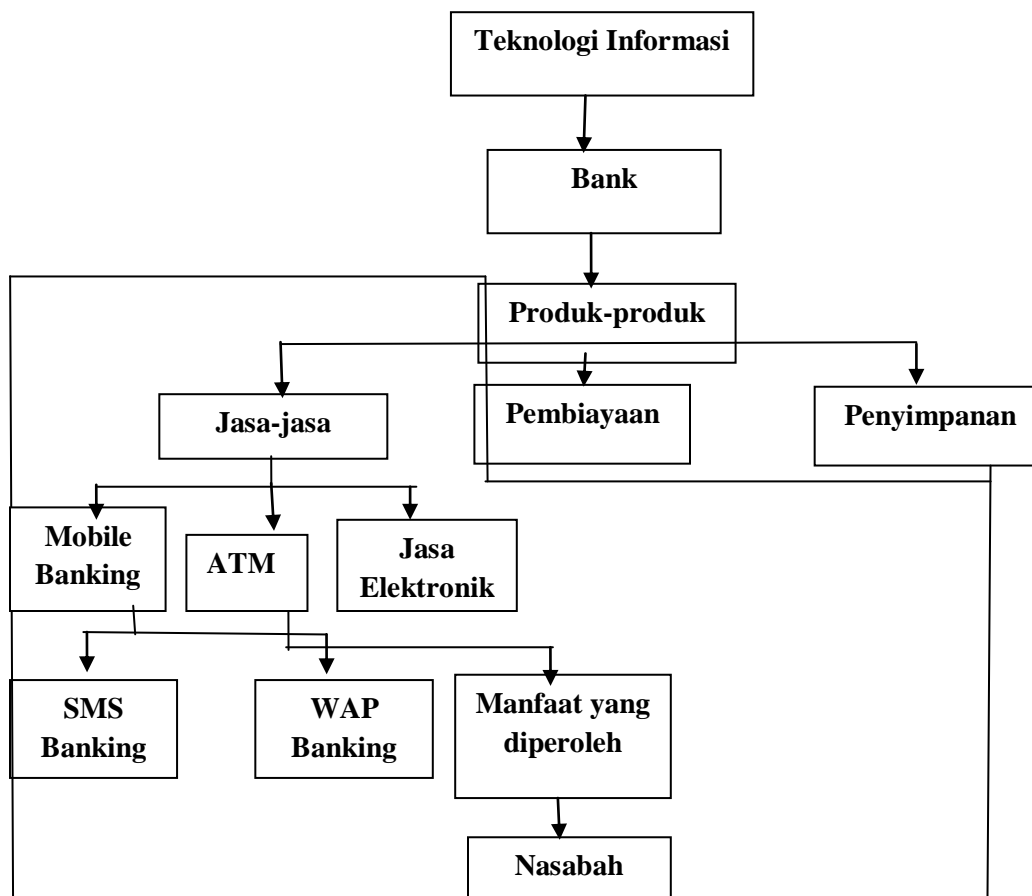 Teknologi Informasi
Bank
Produk-produk
Jasa-jasa
Pembiayaan
Penyimpanan
Mobile
Banking
ATM
Jasa
Elektronik
SMS
Banking
WAP
Banking
Manfaat yang
diperoleh
Nasabah